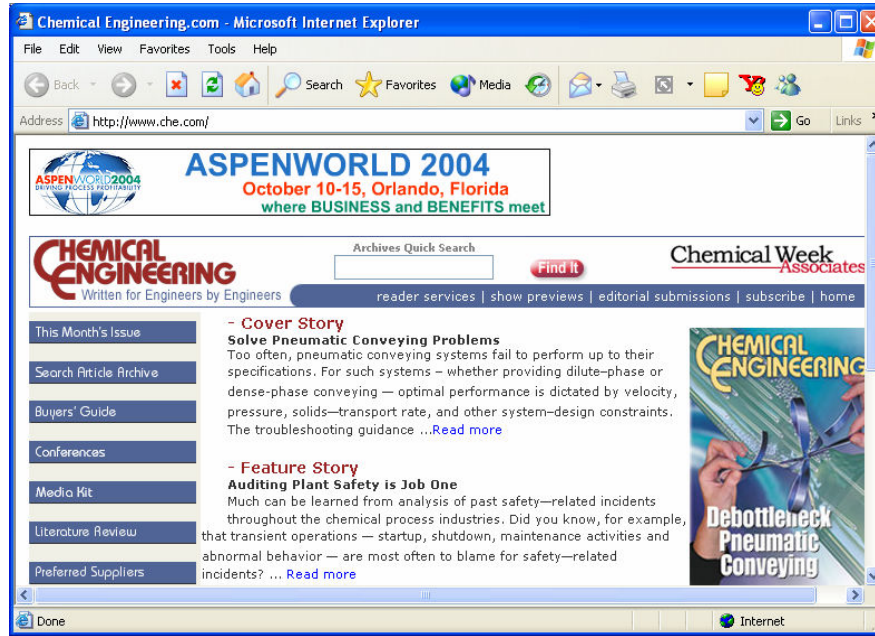 Chemical Engineering.com - Microsoft Internet Explorer
File Edit View Favorites Tools Help
Back Search Favorites Media
Address http://www.che.com/ Go Links
ASPENWORLD 2004
ASPENWORLD2004
DRIVING PROCESS PROFITABILITY
October 10-15, Orlando, Florida
where BUSINESS and BENEFITS meet
CHEMICAL ENGINEERING
Written for Engineers by Engineers
Archives Quick Search
Find It
Chemical Week
Associates
reader services | show previews | editorial submissions | subscribe | home
This Month's Issue
Search Article Archive
Buyers' Guide
Conferences
Media Kit
Literature Review
Preferred Suppliers
- Cover Story
Solve Pneumatic Conveying Problems
Too often, pneumatic conveying systems fail to perform up to their
specifications. For such systems – whether providing dilute–phase or
dense-phase conveying — optimal performance is dictated by velocity,
pressure, solids—transport rate, and other system–design constraints.
The troubleshooting guidance ...Read more
- Feature Story
Auditing Plant Safety is Job One
Much can be learned from analysis of past safety—related incidents
throughout the chemical process industries. Did you know, for example,
that transient operations — startup, shutdown, maintenance activities and
abnormal behavior — are most often to blame for safety—related
incidents? ... Read more
CHEMICAL
ENGINEERING
Debottleneck
Pneumatic
Conveying
Done Internet